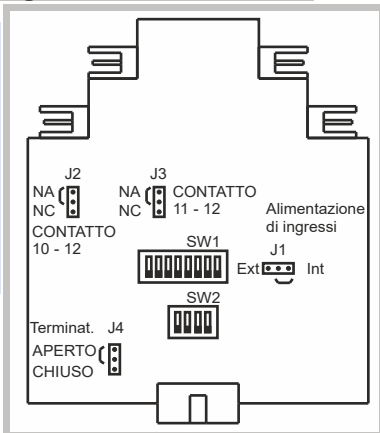 J2
NA
NC
CONTATTO
10 - 12
J3
NA
NC
CONTATTO
11 - 12
Alimentazione
di ingressi
J1
Ext
Int
SW1
SW2
Terminat. J4
APERTO
CHIUSO